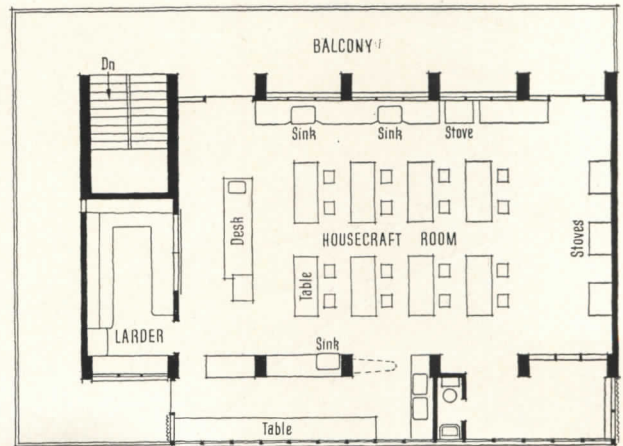 BALCONY
Dn
Sink
Sink
Stove
Desk
HOUSECRAFT ROOM
Stoves
Table
LARDER
Sink
Table